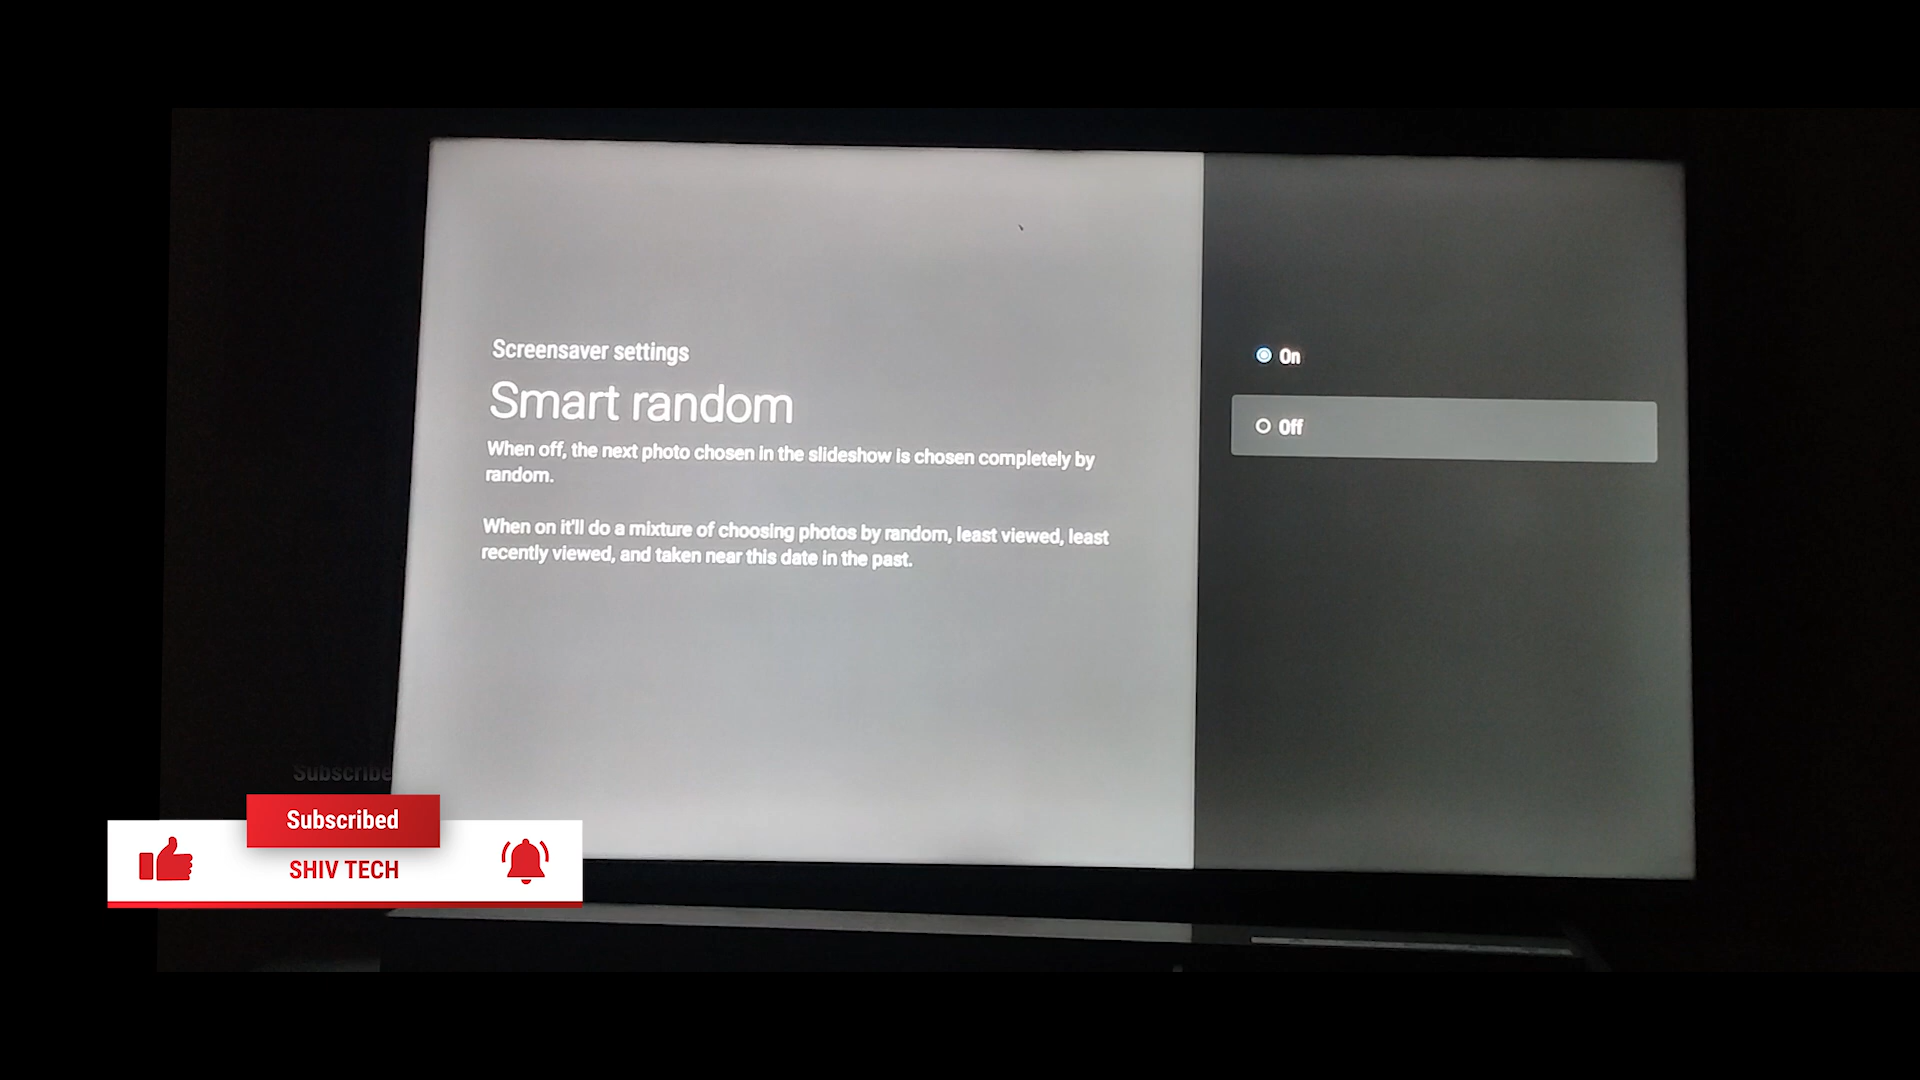 Screensaver settings
Smart random
When off, the next photo chosen in the slideshow is chosen completely by
random.
When on it'll do a mixture of choosing photos by random, least viewed, least
recently viewed, and taken near this date in the past.
On
Off
Subscribe
Subscribed
SHIV TECH